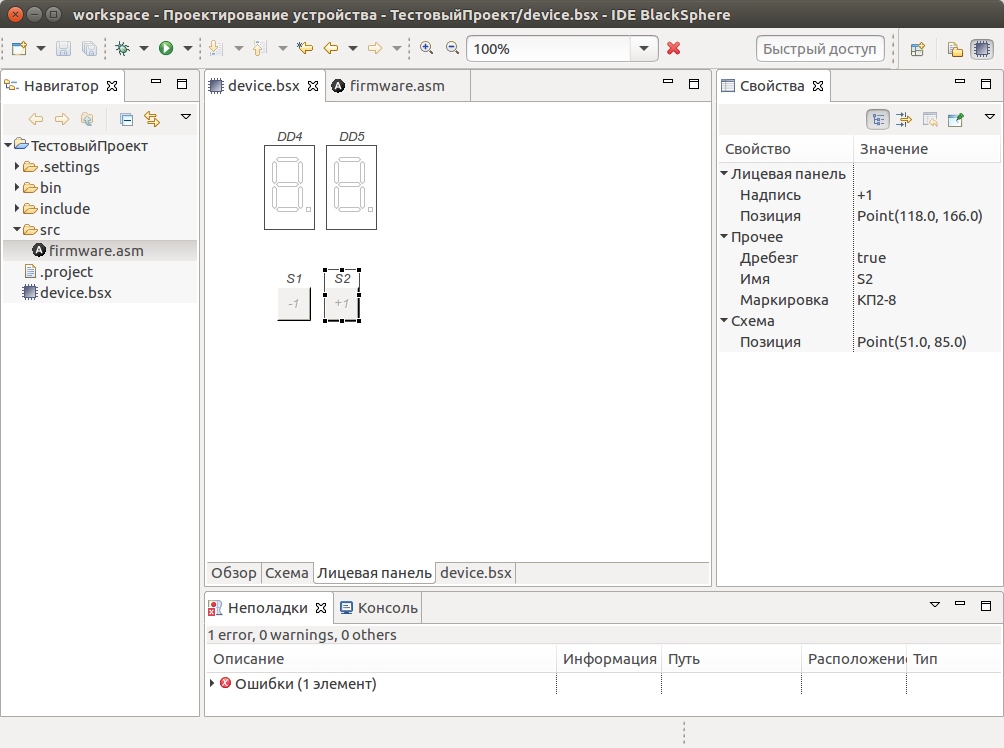 workspace - Проектирование устройства - ТестовыйПроект/device.bsx - IDE BlackSphere
100%
Быстрый доступ
Навигатор
ТестовыйПроект
.settings
bin
include
src
firmware.asm
.project
device.bsx
device.bsx
firmware.asm
DD4 DD5
S1 S2
-1 +1
Обзор Схема Лицевая панель device.bsx
Свойства
Свойство Значение
Лицевая панель
Надпись +1
Позиция Point(118.0, 166.0)
Прочее
Дребезг true
Имя S2
Маркировка КП2-8
Схема
Позиция Point(51.0, 85.0)
Неполадки Консоль
1 error, 0 warnings, 0 others
Описание Информация Путь Расположени Тип
Ошибки (1 элемент)